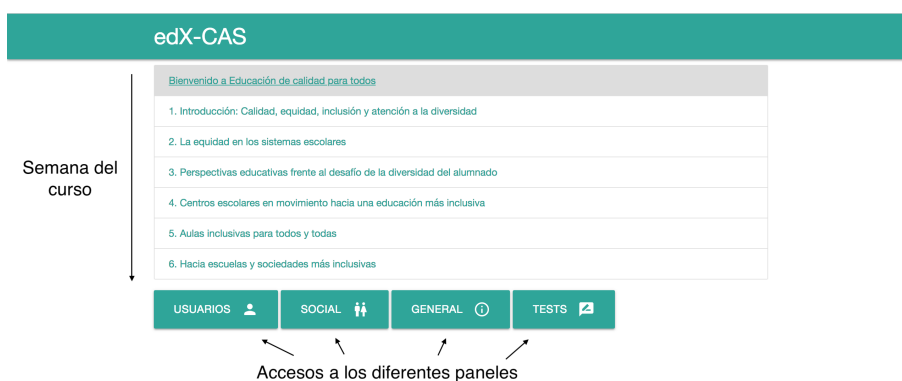 edX-CAS
Bienvenido a Educación de calidad para todos
1. Introducción: Calidad, equidad, inclusión y atención a la diversidad
2. La equidad en los sistemas escolares
3. Perspectivas educativas frente al desafío de la diversidad del alumnado
4. Centros escolares en movimiento hacia una educación más inclusiva
5. Aulas inclusivas para todos y todas
6. Hacia escuelas y sociedades más inclusivas
Semana del
curso
USUARIOS
SOCIAL
GENERAL
TESTS
Accesos a los diferentes paneles